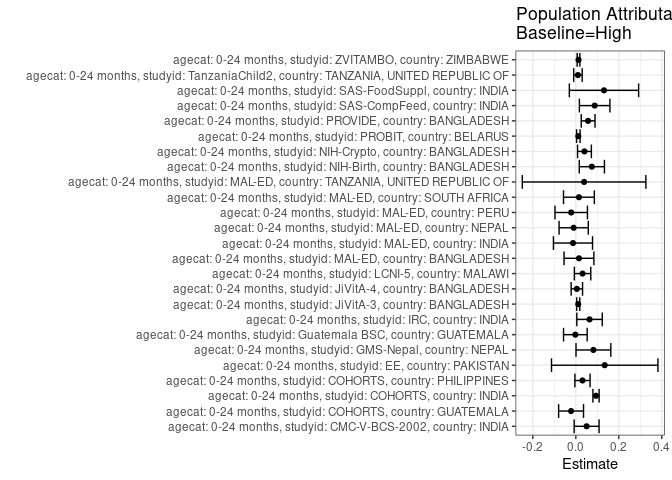 Population Attributa
Baseline=High
agecat: 0-24 months, studyid: ZVITAMBO, country: ZIMBABWE
agecat: 0-24 months, studyid: TanzaniaChild2, country: TANZANIA, UNITED REPUBLIC OF
agecat: 0-24 months, studyid: SAS-FoodSuppl, country: INDIA
agecat: 0-24 months, studyid: SAS-CompFeed, country: INDIA
agecat: 0-24 months, studyid: PROVIDE, country: BANGLADESH
agecat: 0-24 months, studyid: PROBIT, country: BELARUS
agecat: 0-24 months, studyid: NIH-Crypto, country: BANGLADESH
agecat: 0-24 months, studyid: NIH-Birth, country: BANGLADESH
agecat: 0-24 months, studyid: MAL-ED, country: TANZANIA, UNITED REPUBLIC OF
agecat: 0-24 months, studyid: MAL-ED, country: SOUTH AFRICA
agecat: 0-24 months, studyid: MAL-ED, country: PERU
agecat: 0-24 months, studyid: MAL-ED, country: NEPAL
agecat: 0-24 months, studyid: MAL-ED, country: INDIA
agecat: 0-24 months, studyid: MAL-ED, country: BANGLADESH
agecat: 0-24 months, studyid: LCNI-5, country: MALAWI
agecat: 0-24 months, studyid: JiVitA-4, country: BANGLADESH
agecat: 0-24 months, studyid: JiVitA-3, country: BANGLADESH
agecat: 0-24 months, studyid: IRC, country: INDIA
agecat: 0-24 months, studyid: Guatemala BSC, country: GUATEMALA
agecat: 0-24 months, studyid: GMS-Nepal, country: NEPAL
agecat: 0-24 months, studyid: EE, country: PAKISTAN
agecat: 0-24 months, studyid: COHORTS, country: PHILIPPINES
agecat: 0-24 months, studyid: COHORTS, country: INDIA
agecat: 0-24 months, studyid: COHORTS, country: GUATEMALA
agecat: 0-24 months, studyid: CMC-V-BCS-2002, country: INDIA
-0.2 0.0 0.2 0.4
Estimate